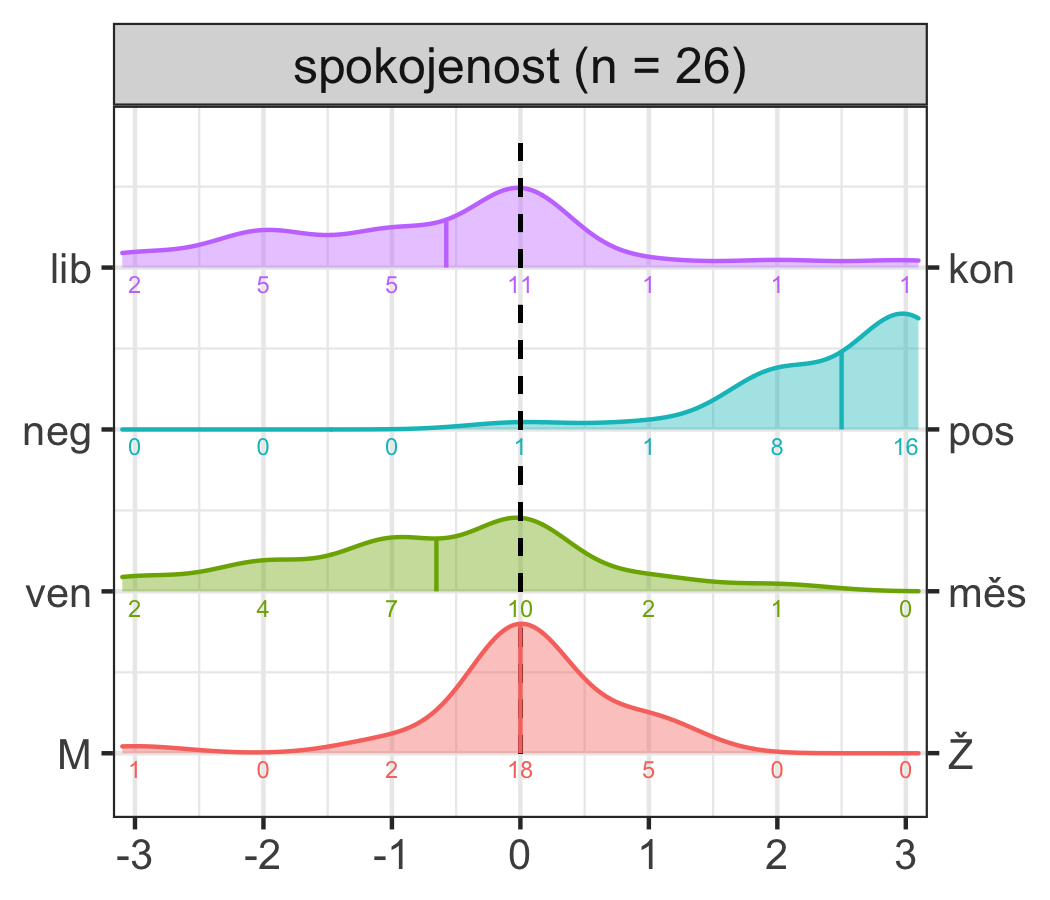 spokojenost (n = 26)
lib kon
2 5 5 11 1 1 1
neg pos
0 0 0 1 1 8 16
ven měs
2 4 7 10 2 1 0
M Ž
1 0 2 18 5 0 0
-3 -2 -1 0 1 2 3